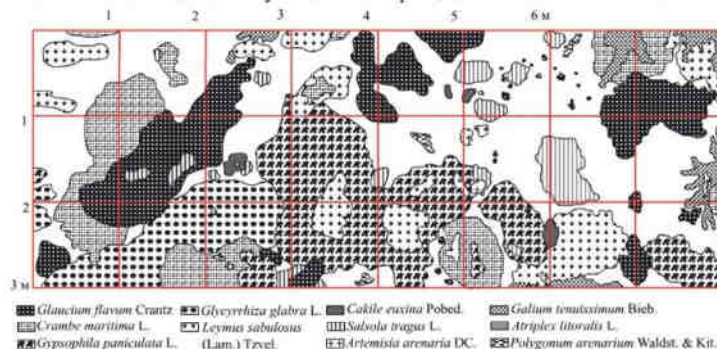 1 2 3 4 5 6 м
1
2
3 м
Glaucium flavum Crantz Glycyrrhiza glabra L. Cakile euxina Pobed. Galium tenuissimum Bieb.
Crambe maritima L. Leymus sabulosus Salsola tragus L. Atriplex litoralis L.
Gypsophila paniculata L. (Lam.) Tzvel. Artemisia arenaria DC. Polygonum arenarium Waldst. & Kit.